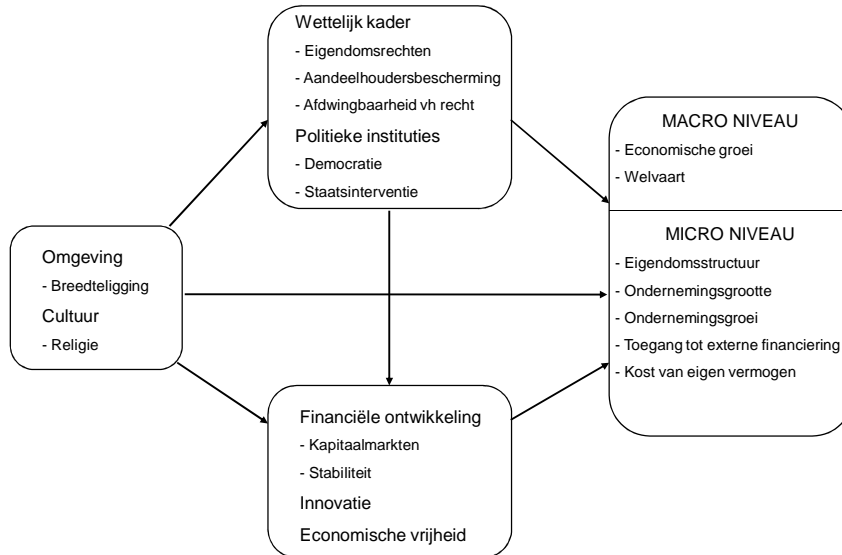 Wettelijk kader
- Eigendomsrechten
- Aandeelhoudersbescherming
- Afdwingbaarheid vh recht
Politieke instituties
- Democratie
- Staatsinterventie
Omgeving
- Breedteligging
Cultuur
- Religie
Financiële ontwikkeling
- Kapitaalmarkten
- Stabiliteit
Innovatie
Economische vrijheid
MACRO NIVEAU
- Economische groei
- Welvaart
MICRO NIVEAU
- Eigendomsstructuur
- Ondernemingsgrootte
- Ondernemingsgroei
- Toegang tot externe financiering
- Kost van eigen vermogen